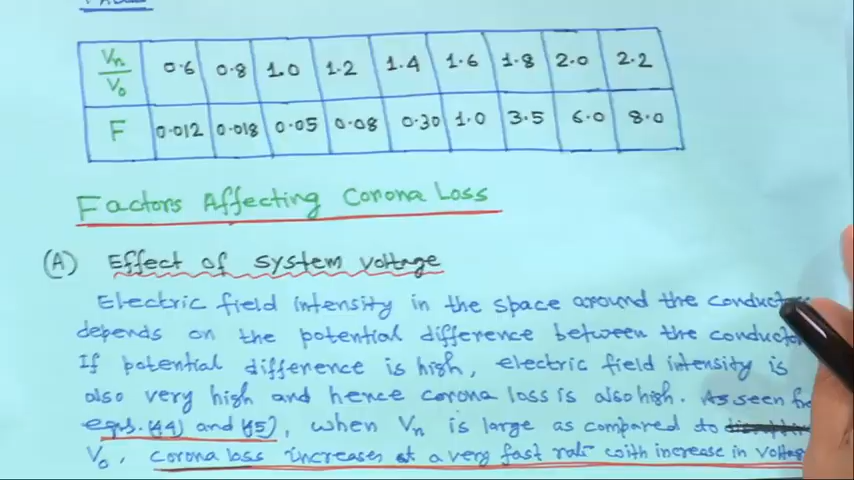 Vn/V0 0.6 0.8 1.0 1.2 1.4 1.6 1.8 2.0 2.2
F 0.012 0.018 0.05 0.08 0.30 1.0 3.5 6.0 8.0
Factors Affecting Corona Loss
(A) Effect of system voltage
Electric field intensity in the space around the
depends on the potential difference between the
If potential difference is high, electric field intensity is
also very high and hence corona loss is also high. As seen
eqns. (44) and (45), when Vn is large as compared to
V0, corona loss increases at a very fast rate with increase in